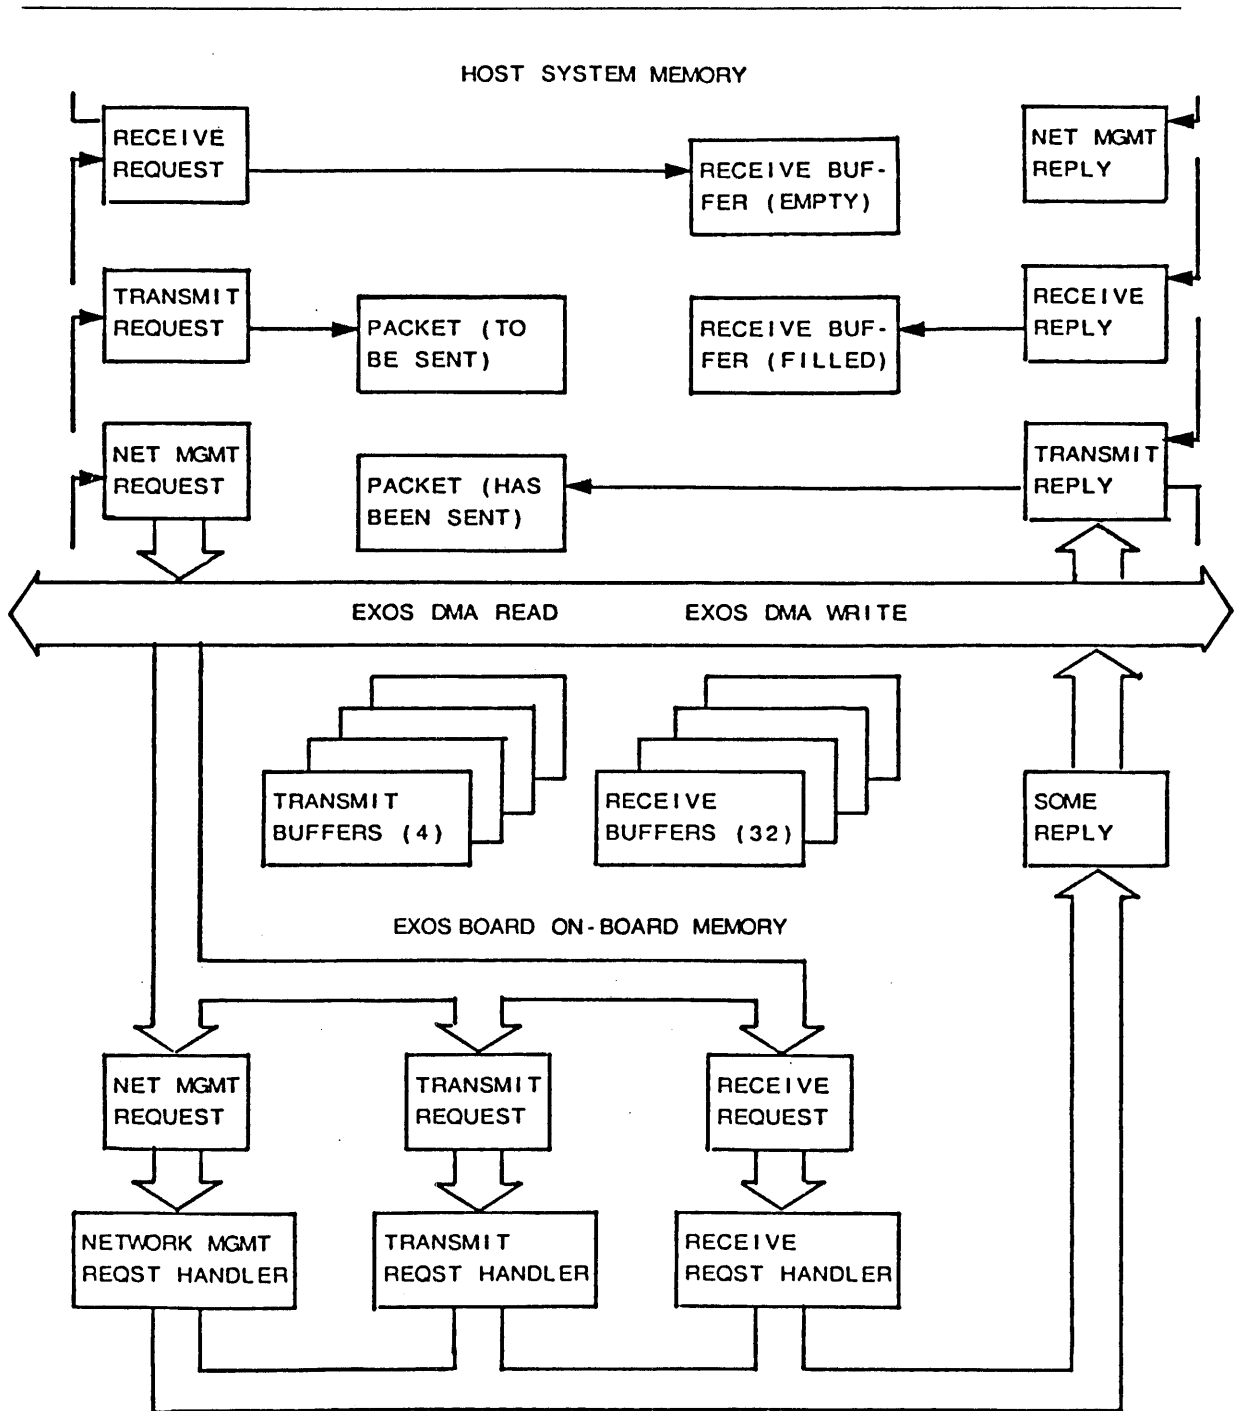 HOST SYSTEM MEMORY
RECEIVE
REQUEST
RECEIVE BUF-
FER (EMPTY)
NET MGMT
REPLY
TRANSMIT
REQUEST
PACKET (TO
BE SENT)
RECEIVE BUF-
FER (FILLED)
RECEIVE
REPLY
NET MGMT
REQUEST
PACKET (HAS
BEEN SENT)
TRANSMIT
REPLY
EXOS DMA READ
EXOS DMA WRITE
TRANSMIT
BUFFERS (4)
RECEIVE
BUFFERS (32)
SOME
REPLY
EXOS BOARD ON-BOARD MEMORY
NET MGMT
REQUEST
TRANSMIT
REQUEST
RECEIVE
REQUEST
NETWORK MGMT
REQST HANDLER
TRANSMIT
REQST HANDLER
RECEIVE
REQST HANDLER